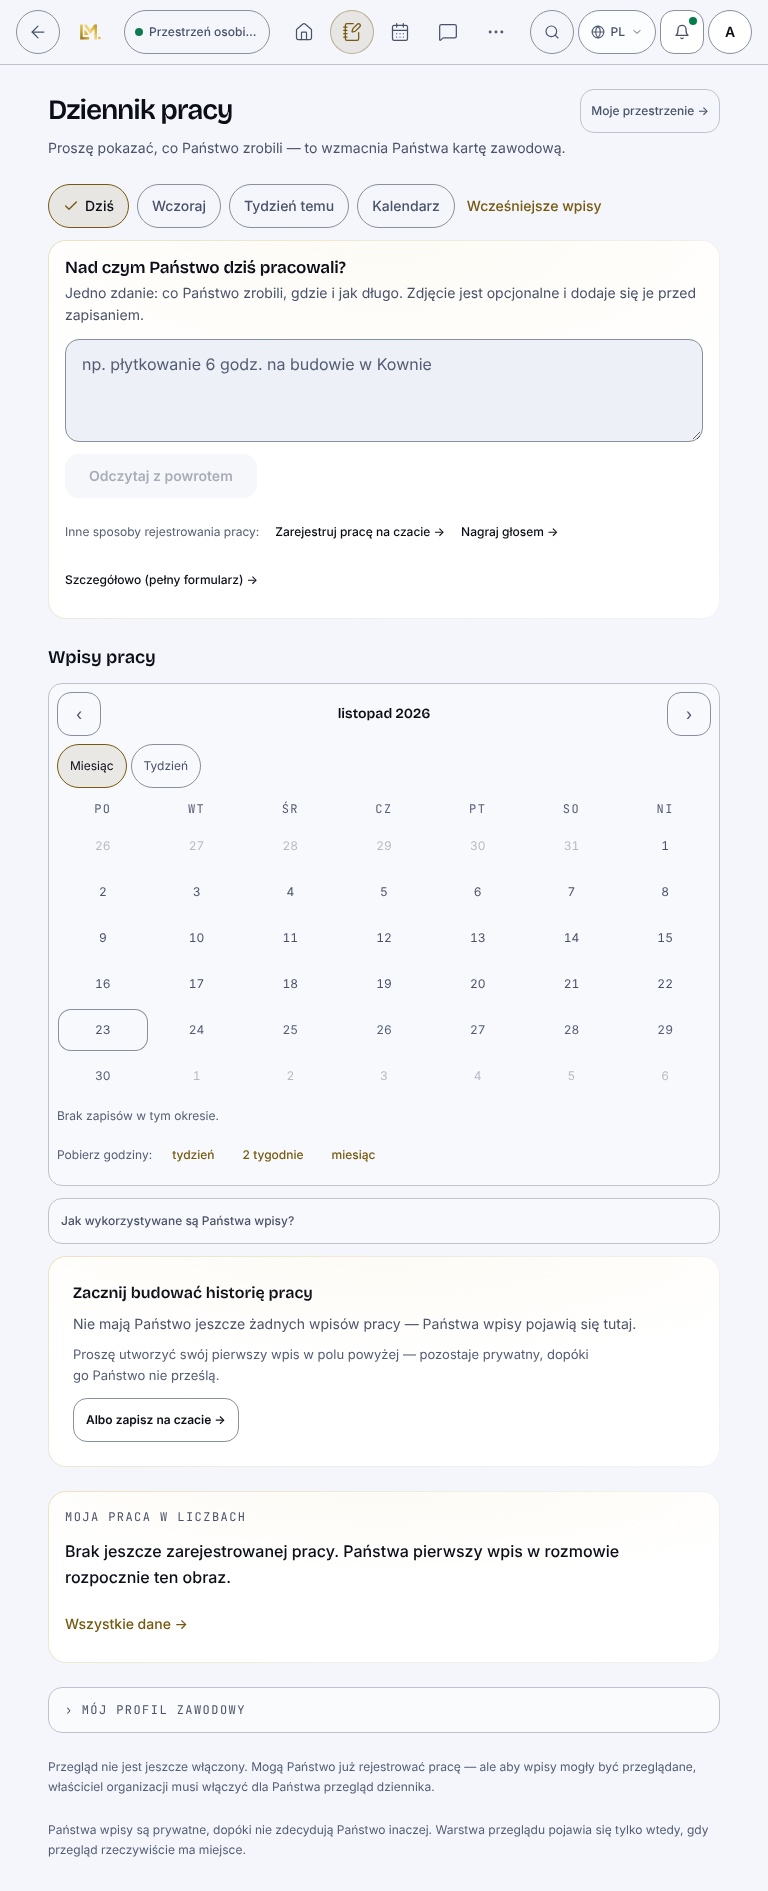 LM.
Przestrzeń osobi...
PL
A
Dziennik pracy
Moje przestrzenie →
Proszę pokazać, co Państwo zrobili — to wzmacnia Państwa kartę zawodową.
Dziś
Wczoraj
Tydzień temu
Kalendarz
Wcześniejsze wpisy
Nad czym Państwo dziś pracowali?
Jedno zdanie: co Państwo zrobili, gdzie i jak długo. Zdjęcie jest opcjonalne i dodaje się je przed
zapisaniem.
np. płytkowanie 6 godz. na budowie w Kownie
Odczytaj z powrotem
Inne sposoby rejestrowania pracy: Zarejestruj pracę na czacie → Nagraj głosem →
Szczegółowo (pełny formularz) →
Wpisy pracy
‹ listopad 2026 ›
Miesiąc Tydzień
PO WT ŚR CZ PT SO NI
26 27 28 29 30 31 1
2 3 4 5 6 7 8
9 10 11 12 13 14 15
16 17 18 19 20 21 22
23 24 25 26 27 28 29
30 1 2 3 4 5 6
Brak zapisów w tym okresie.
Pobierz godziny: tydzień 2 tygodnie miesiąc
Jak wykorzystywane są Państwa wpisy?
Zacznij budować historię pracy
Nie mają Państwo jeszcze żadnych wpisów pracy — Państwa wpisy pojawią się tutaj.
Proszę utworzyć swój pierwszy wpis w polu powyżej — pozostaje prywatny, dopóki
go Państwo nie prześlą.
Albo zapisz na czacie →
MOJA PRACA W LICZBACH
Brak jeszcze zarejestrowanej pracy. Państwa pierwszy wpis w rozmowie
rozpocznie ten obraz.
Wszystkie dane →
› MÓJ PROFIL ZAWODOWY
Przegląd nie jest jeszcze włączony. Mogą Państwo już rejestrować pracę — ale aby wpisy mogły być przeglądane,
właściciel organizacji musi włączyć dla Państwa przegląd dziennika.
Państwa wpisy są prywatne, dopóki nie zdecydują Państwo inaczej. Warstwa przeglądu pojawia się tylko wtedy, gdy
przegląd rzeczywiście ma miejsce.